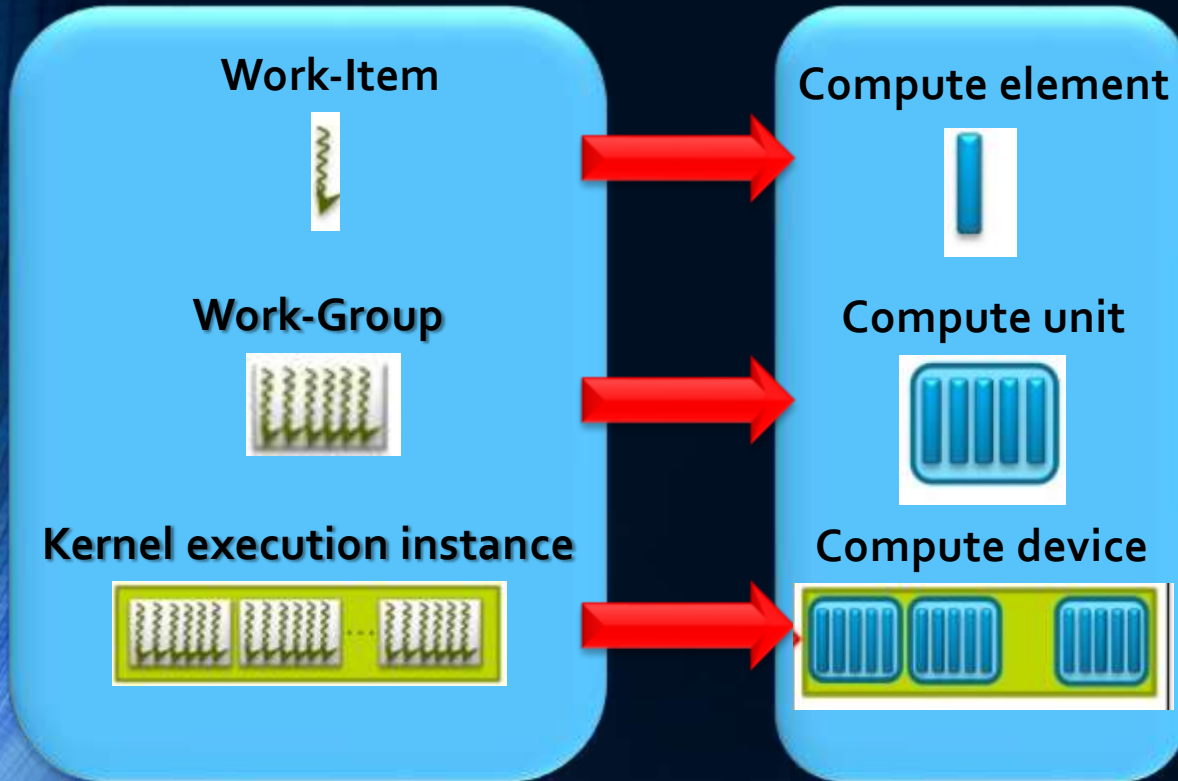 Work-Item
Compute element
Work-Group
Compute unit
Kernel execution instance
...
Compute device